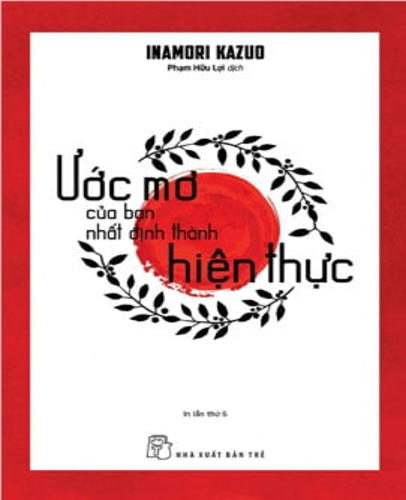 INAMORI KAZUO
Phạm Hữu Lợi dịch
Ước mơ
của bạn
nhất định thành
hiện thực
In lần thứ 6
NHÀ XUẤT BẢN TRẺ